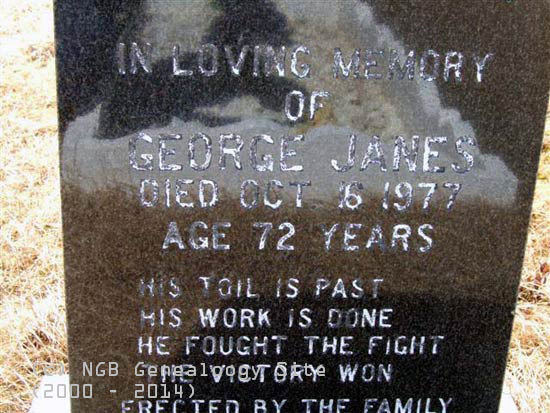 IN LOVING MEMORY
OF
GEORGE JANES
DIED OCT 16 1977
AGE 72 YEARS
HIS TOIL IS PAST
HIS WORK IS DONE
HE FOUGHT THE FIGHT
THE VICTORY WON
ERECTED BY THE FAMILY
NGB Genealogy Site
(2000 - 2014)